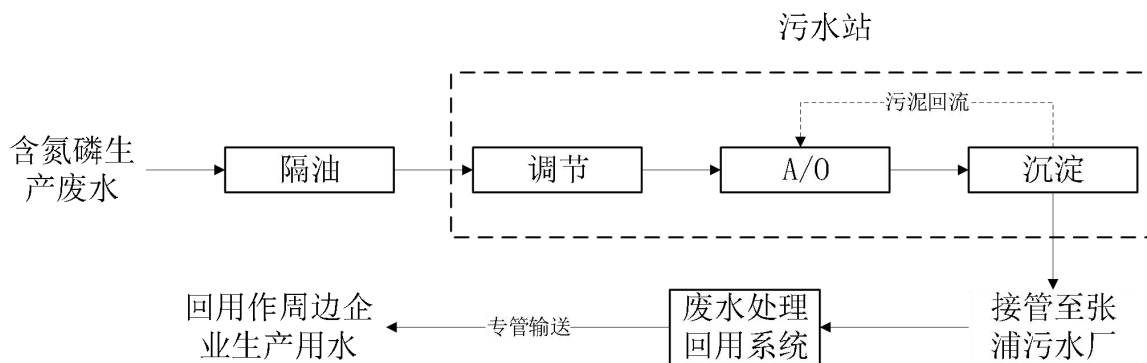 污水站
污泥回流
含氮磷生
产废水
隔油
调节
A/O
沉淀
回用作周边企
业生产用水
专管输送
废水处理
回用系统
接管至张
浦污水厂